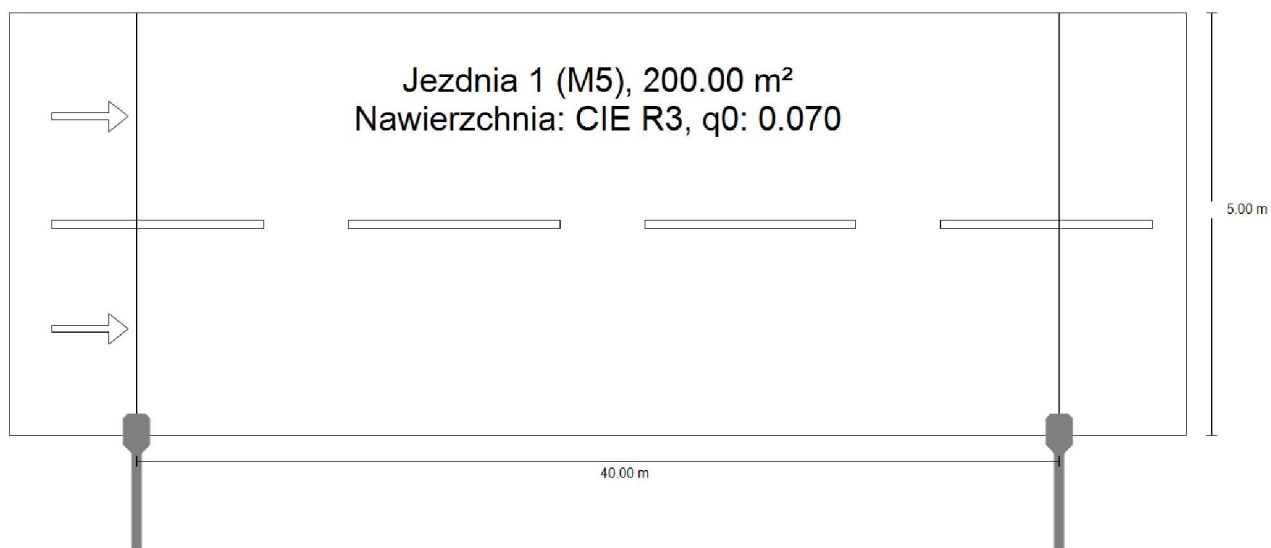 Jezdnia 1 (M5), 200.00 m²
Nawierzchnia: CIE R3, q0: 0.070
5.00 m
40.00 m